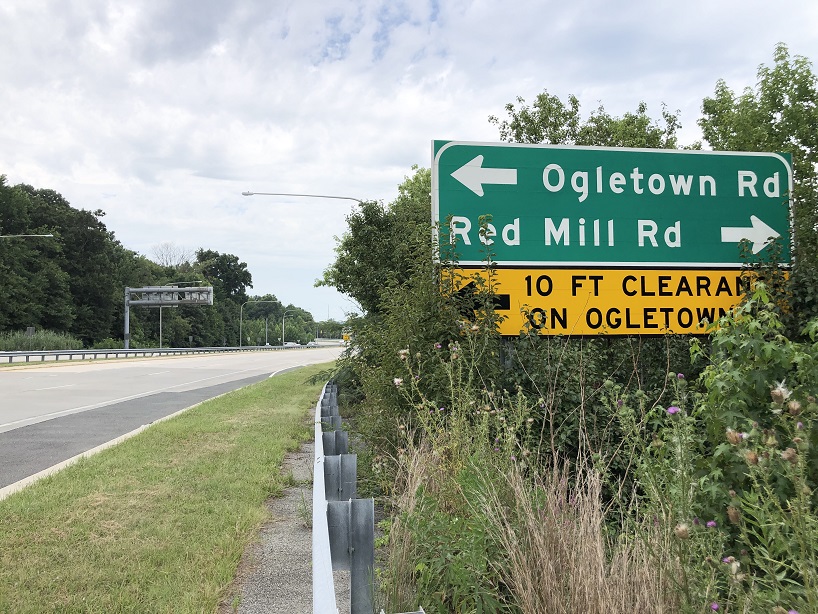 Ogletown Rd
Red Mill Rd
10 FT CLEARAN
ON OGLETOWN